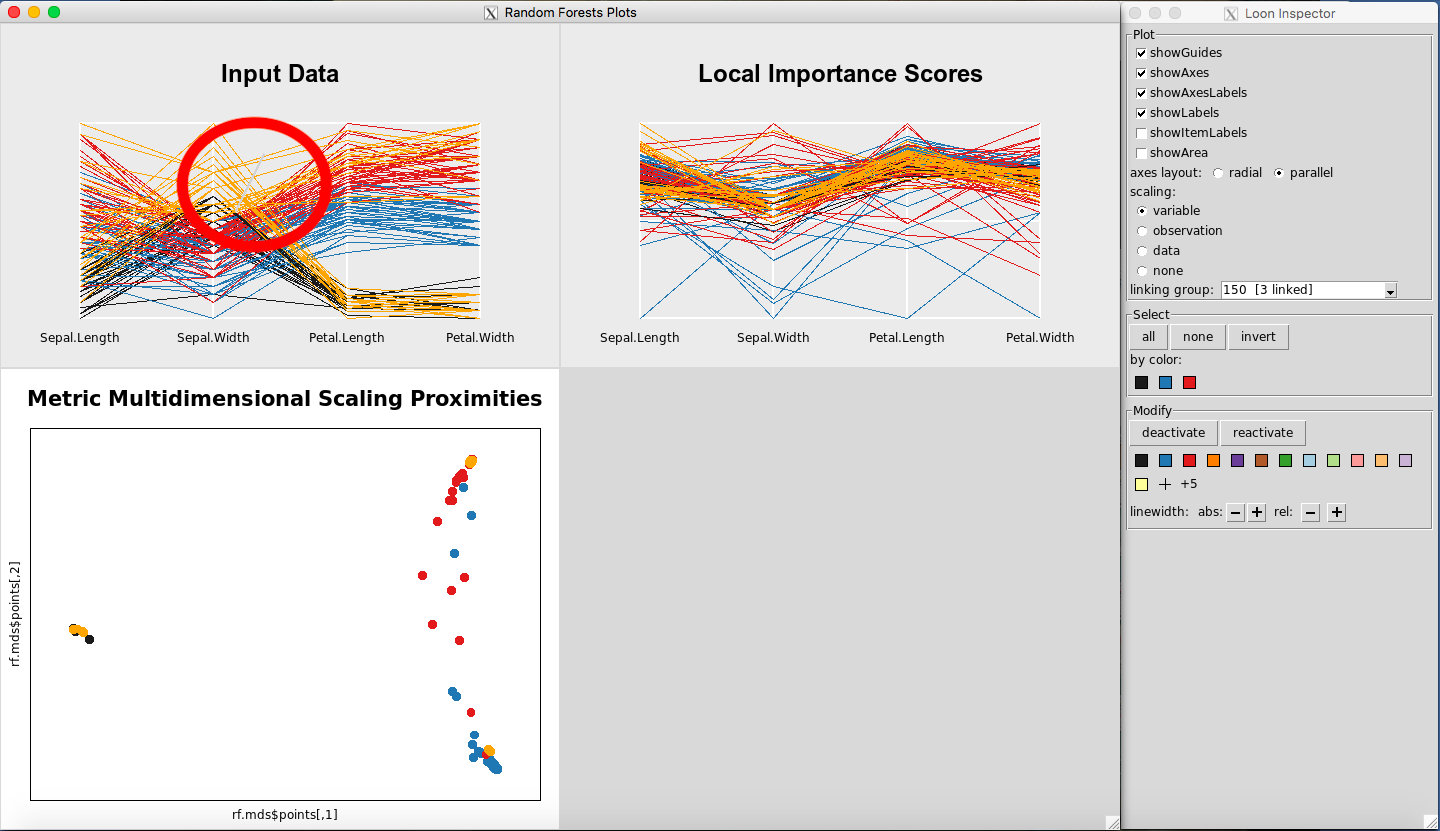 Random Forests Plots
Input Data
Sepal.Length Sepal.Width Petal.Length Petal.Width
Local Importance Scores
Sepal.Length Sepal.Width Petal.Length Petal.Width
Metric Multidimensional Scaling Proximities
rf.mds$points[,2]
rf.mds$points[,1]
Loon Inspector
Plot
showGuides
showAxes
showAxesLabels
showLabels
showItemLabels
showArea
axes layout: radial parallel
scaling:
variable
observation
data
none
linking group: 150 [3 linked]
Select
all none invert
by color:
Modify
deactivate reactivate
+5
linewidth: abs: − + rel: − +